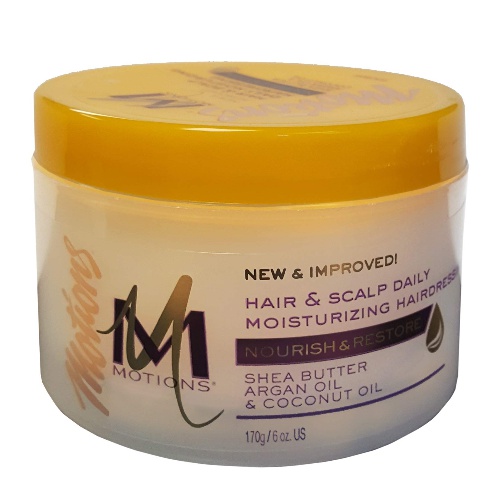 Motions
M
MOTIONS®
NEW & IMPROVED!
HAIR & SCALP DAILY
MOISTURIZING
NOURISH & RESTORE
SHEA BUTTER
ARGAN OIL
& COCONUT OIL
170g/6 oz. US